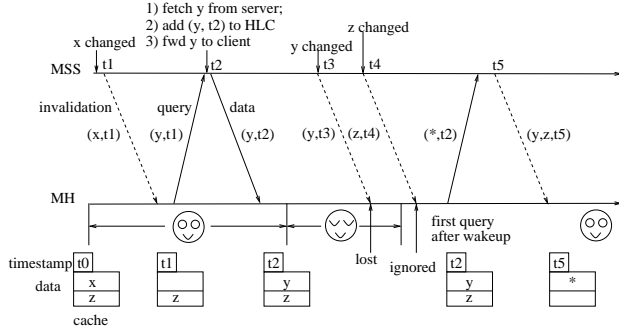 1) fetch y from server;
2) add (y, t2) to HLC
3) fwd y to client
x changed
y changed
z changed
MSS
t1
t2
t3
t4
t5
invalidation
query
data
(x,t1)
(y,t1)
(y,t2)
(y,t3)
(z,t4)
(*,t2)
(y,z,t5)
MH
first query
after wakeup
lost
ignored
timestamp
t0
t1
t2
t2
t5
data
x
y
y
*
z
z
z
z
cache